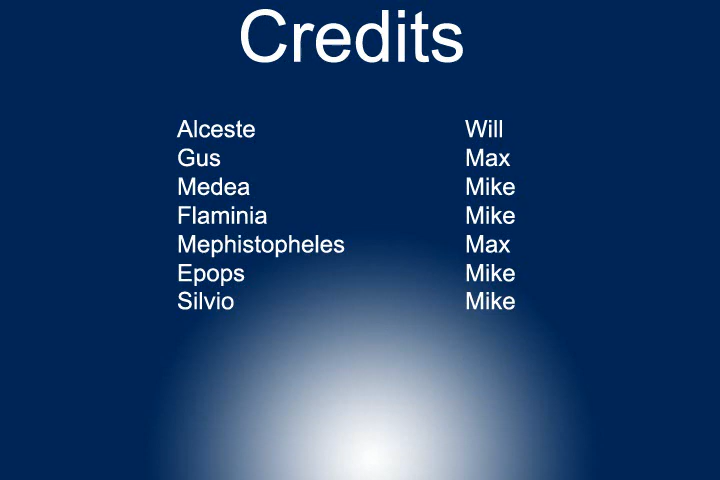 Credits
Alceste Will
Gus Max
Medea Mike
Flaminia Mike
Mephistopheles Max
Epops Mike
Silvio Mike